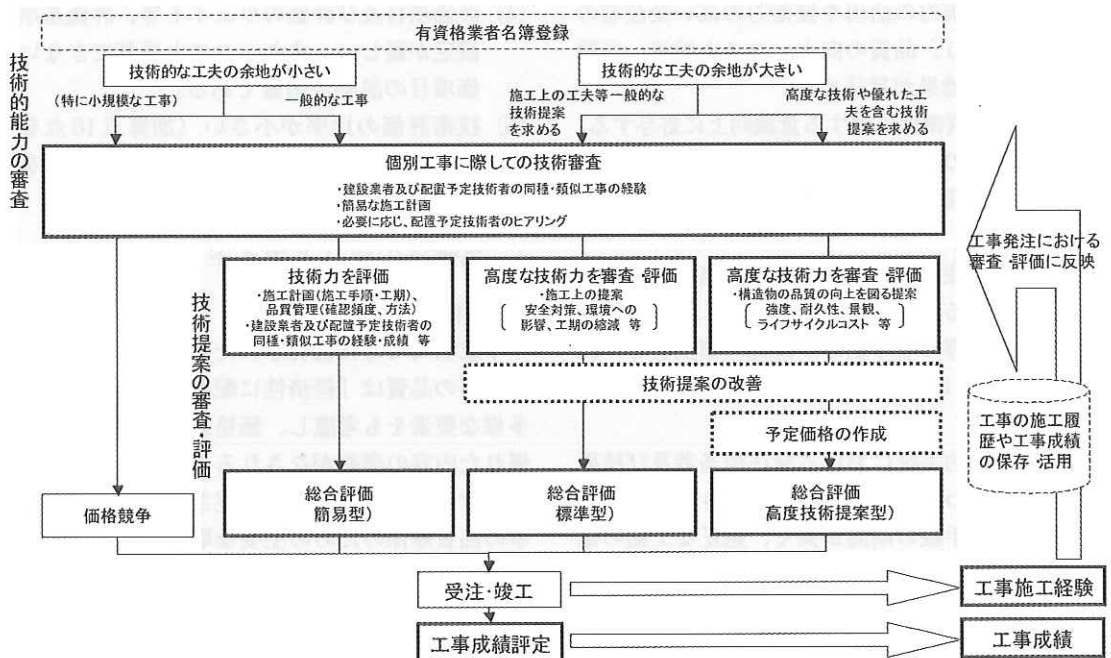 有資格業者名簿登録
技術的能力の審査
技術的な工夫の余地が小さい
技術的な工夫の余地が大きい
(特に小規模な工事)
一般的な工事
施工上の工夫等一般的な
技術提案
を求める
高度な技術や優れた工
夫を含む技術
提案を求める
個別工事に際しての技術審査
・建設業者及び配置予定技術者の同種・類似工事の経験
・簡易な施工計画
・必要に応じ、配置予定技術者のヒアリング
技術提案の審査・評価
技術力を評価
・施工計画(施工手順・工期)、
品質管理(確認頻度、方法)
・建設業者及び配置予定技術者の
同種・類似工事の経験・成績 等
高度な技術力を審査・評価
・施工上の提案
安全対策、環境への
影響、工期の縮減 等
高度な技術力を審査・評価
・構造物の品質の向上を図る提案
強度、耐久性、景観、
ライフサイクルコスト 等
工事発注における
審査・評価に反映
技術提案の改善
予定価格の作成
工事の施工履
歴や工事成績
の保存・活用
価格競争
総合評価
簡易型)
総合評価
標準型)
総合評価
高度技術提案型)
受注・竣工
工事施工経験
工事成績評定
工事成績